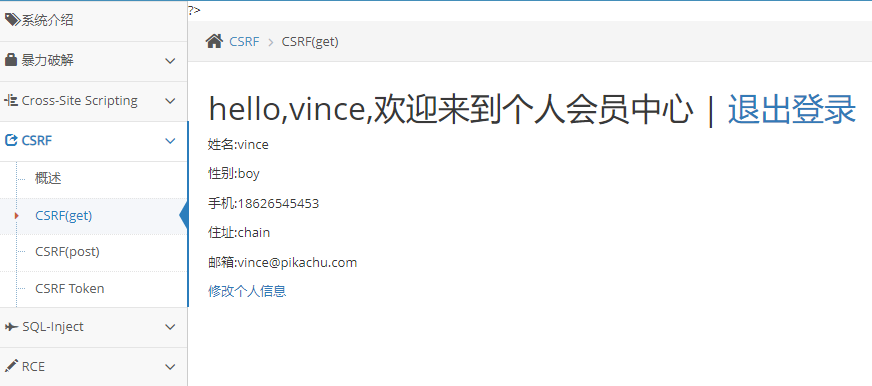 ?>
系统介绍
暴力破解
Cross-Site Scripting
CSRF
概述
CSRF(get)
CSRF(post)
CSRF Token
SQL-Inject
RCE
CSRF > CSRF(get)
hello,vince,欢迎来到个人会员中心 | 退出登录
姓名:vince
性别:boy
手机:18626545453
住址:chain
邮箱:vince@pikachu.com
修改个人信息